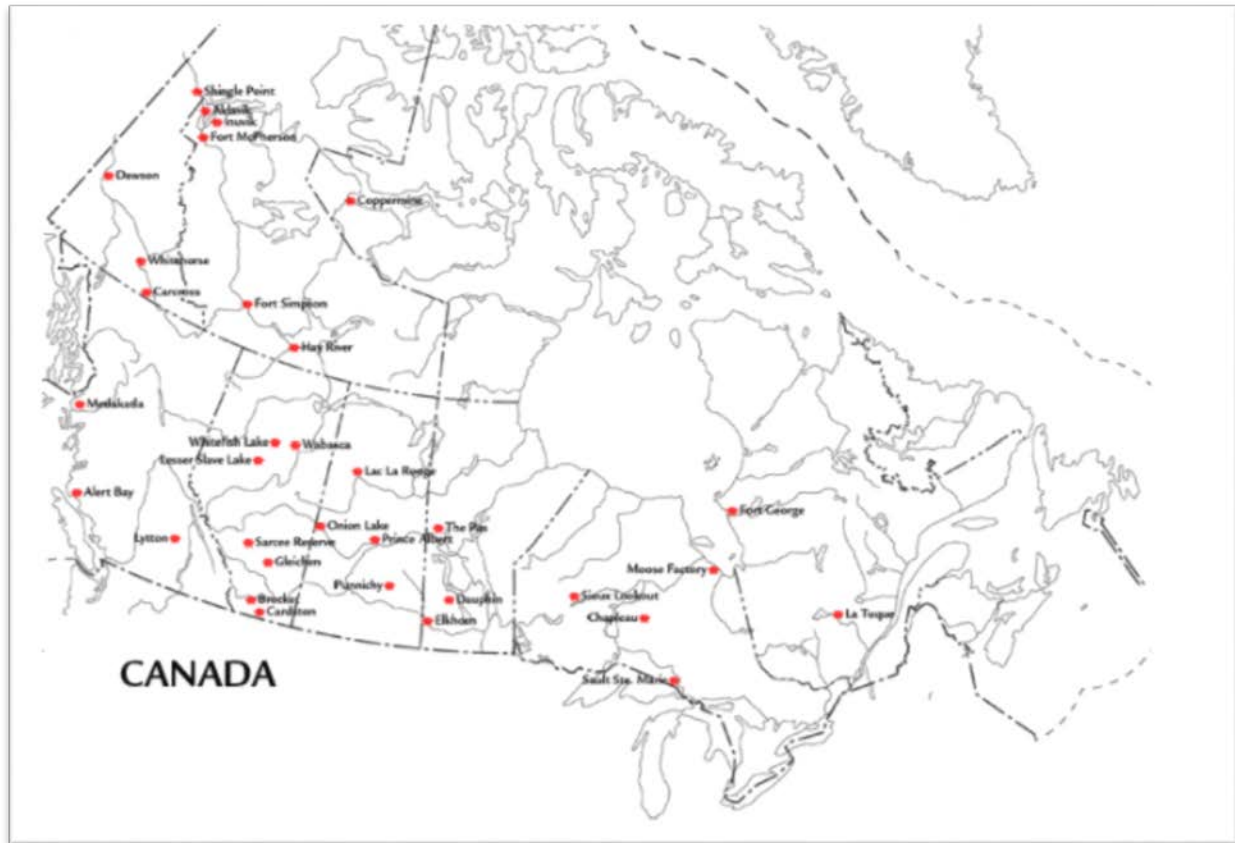 Shingle Point
Aklavik
Inuvik
Fort McPherson
Dawson
Coppermine
Whitehorse
Carcross
Fort Simpson
Hay River
Metlakatla
Whitefish Lake
Wabasca
Lesser Slave Lake
Lac La Ronge
Alert Bay
Fort George
Onion Lake
The Pas
Lytton
Sarcee Reserve
Prince Albert
Gleichen
Moose Factory
Punnichy
Sioux Lookout
Brocket
Dauphin
Cardston
Elkhorn
Chapleau
La Tuque
CANADA
Sault Ste. Marie